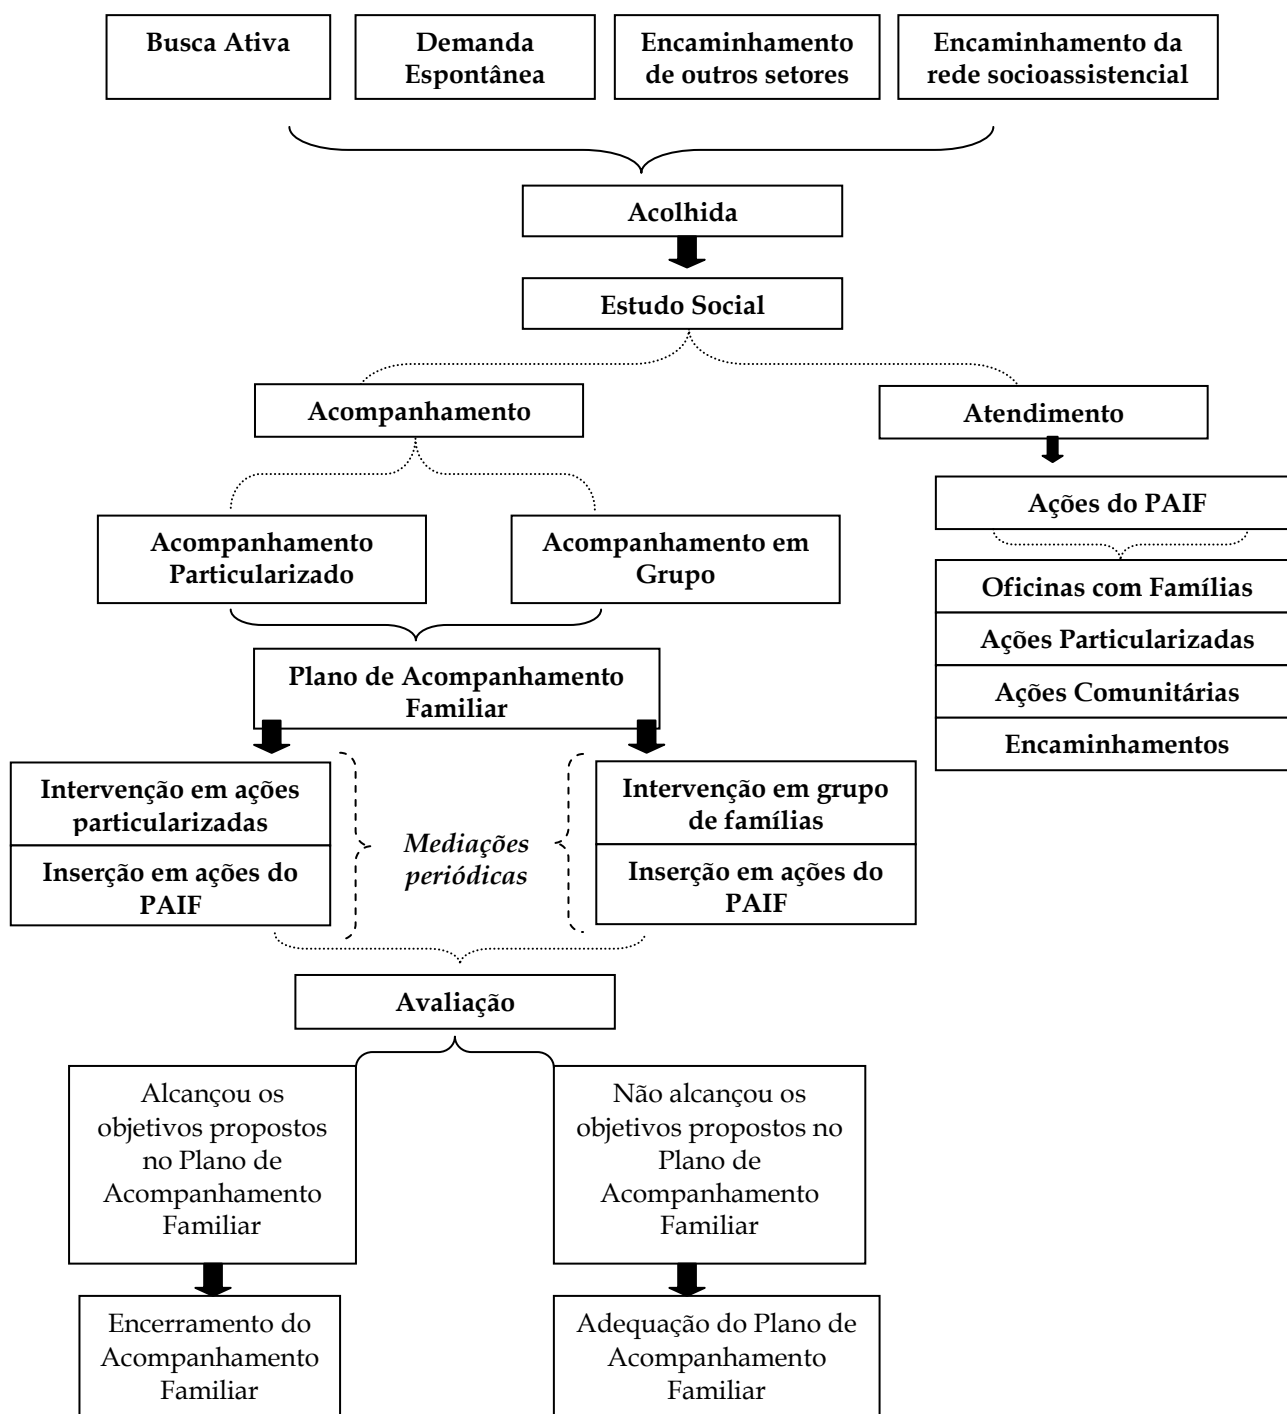 Busca Ativa
Demanda
Espontânea
Encaminhamento
de outros setores
Encaminhamento da
rede socioassistencial
Acolhida
Estudo Social
Acompanhamento
Atendimento
Acompanhamento
Particularizado
Acompanhamento em
Grupo
Ações do PAIF
Oficinas com Famílias
Ações Particularizadas
Ações Comunitárias
Encaminhamentos
Plano de Acompanhamento
Familiar
Intervenção em ações
particularizadas
Inserção em ações do
PAIF
Mediações
periódicas
Intervenção em grupo
de famílias
Inserção em ações do
PAIF
Avaliação
Alcançou os
objetivos propostos
no Plano de
Acompanhamento
Familiar
Não alcançou os
objetivos propostos no
Plano de
Acompanhamento
Familiar
Encerramento do
Acompanhamento
Familiar
Adequação do Plano de
Acompanhamento
Familiar